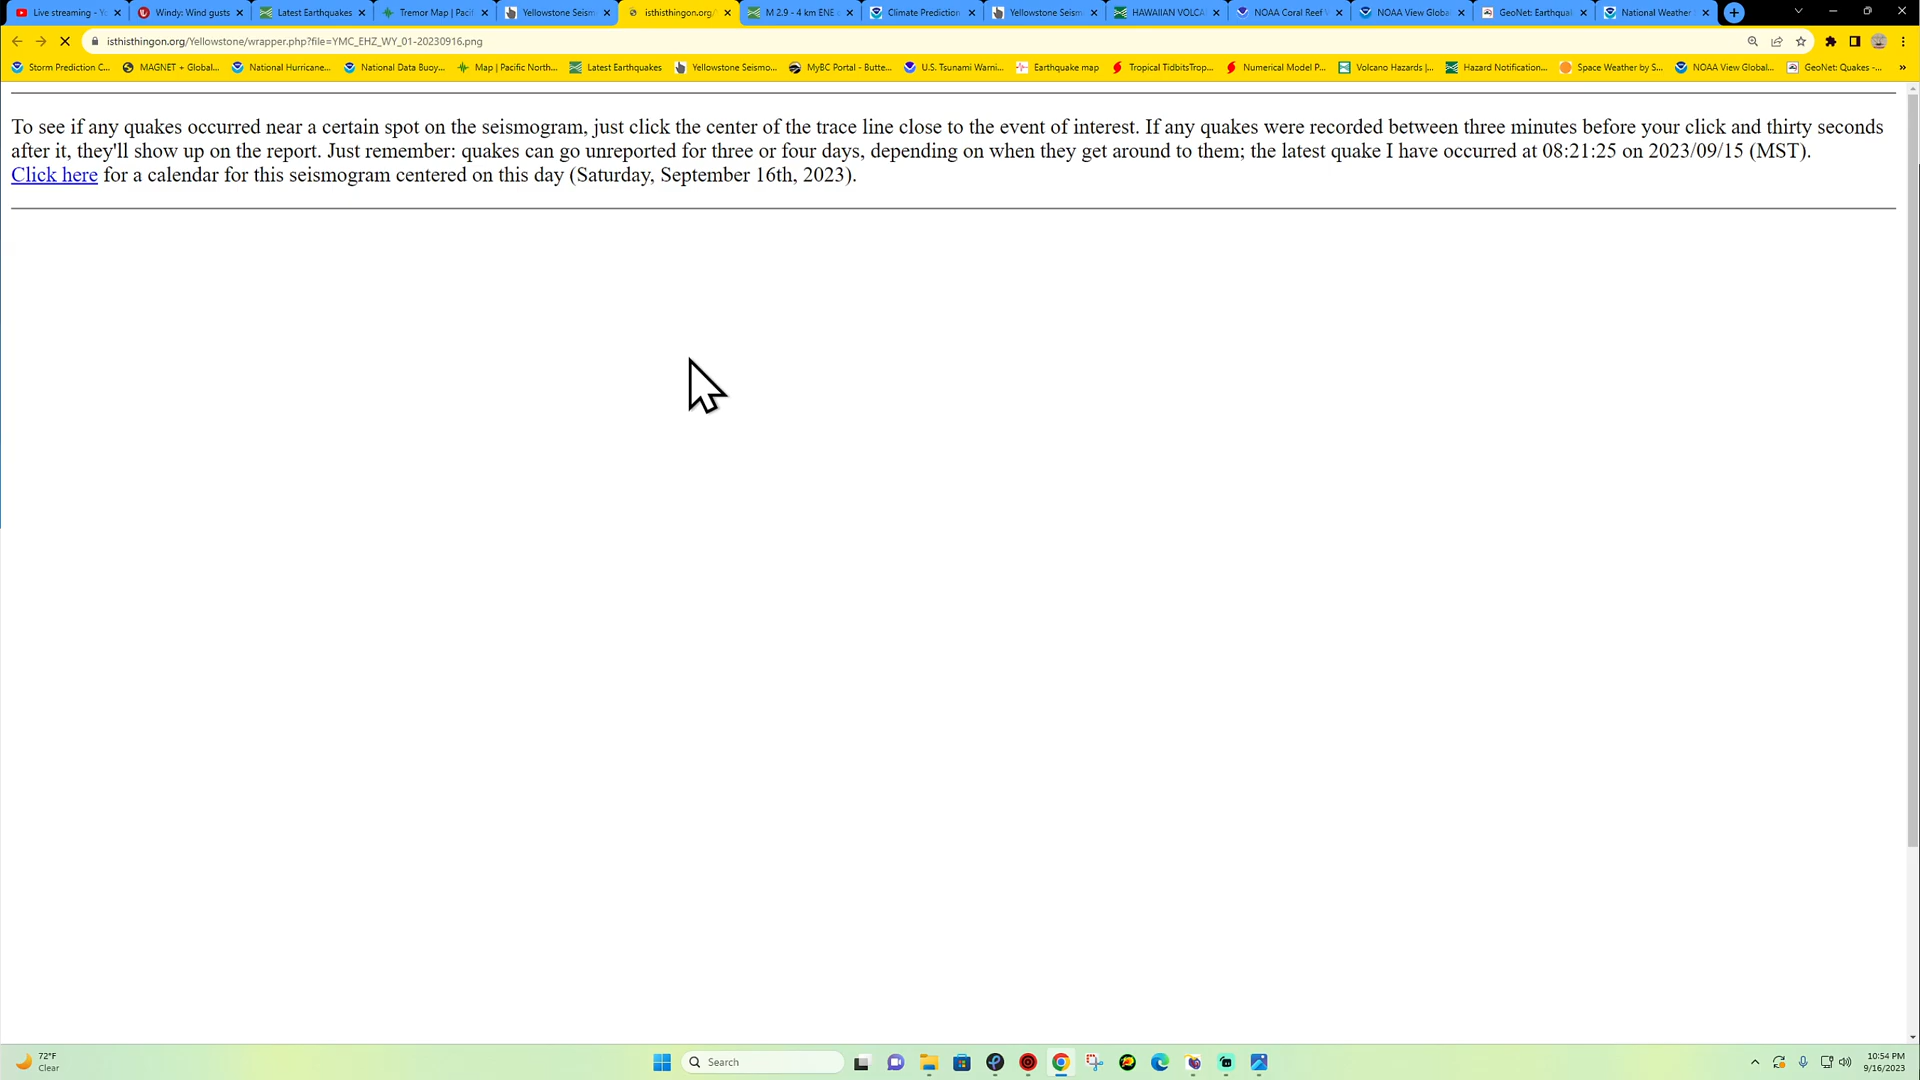 Live streaming - Yo
Windy: Wind gusts
Latest Earthquakes
Tremor Map | Pacif
Yellowstone Seism
isthisthingon.org/
M 2.9 - 4 km ENE
Climate Prediction
Yellowstone Seism
HAWAIIAN VOLCA
NOAA Coral Reef
NOAA View Globa
GeoNet: Earthqua
National Weather
isthisthingon.org/Yellowstone/wrapper.php?file=YMC_EHZ_WY_01-20230916.png
Storm Prediction C...
MAGNET + Global...
National Hurricane...
National Data Buoy...
Map | Pacific North...
Latest Earthquakes
Yellowstone Seismo...
MyBC Portal - Butte...
U.S. Tsunami Warni...
Earthquake map
Tropical TidbitsTrop...
Numerical Model P...
Volcano Hazards |...
Hazard Notification...
Space Weather by S...
NOAA View Global...
GeoNet: Quakes -...
To see if any quakes occurred near a certain spot on the seismogram, just click the center of the trace line close to the event of interest. If any quakes were recorded between three minutes before your click and thirty seconds
after it, they'll show up on the report. Just remember: quakes can go unreported for three or four days, depending on when they get around to them; the latest quake I have occurred at 08:21:25 on 2023/09/15 (MST).
Click here for a calendar for this seismogram centered on this day (Saturday, September 16th, 2023).
72°F
Clear
Search
10:54 PM
9/16/2023